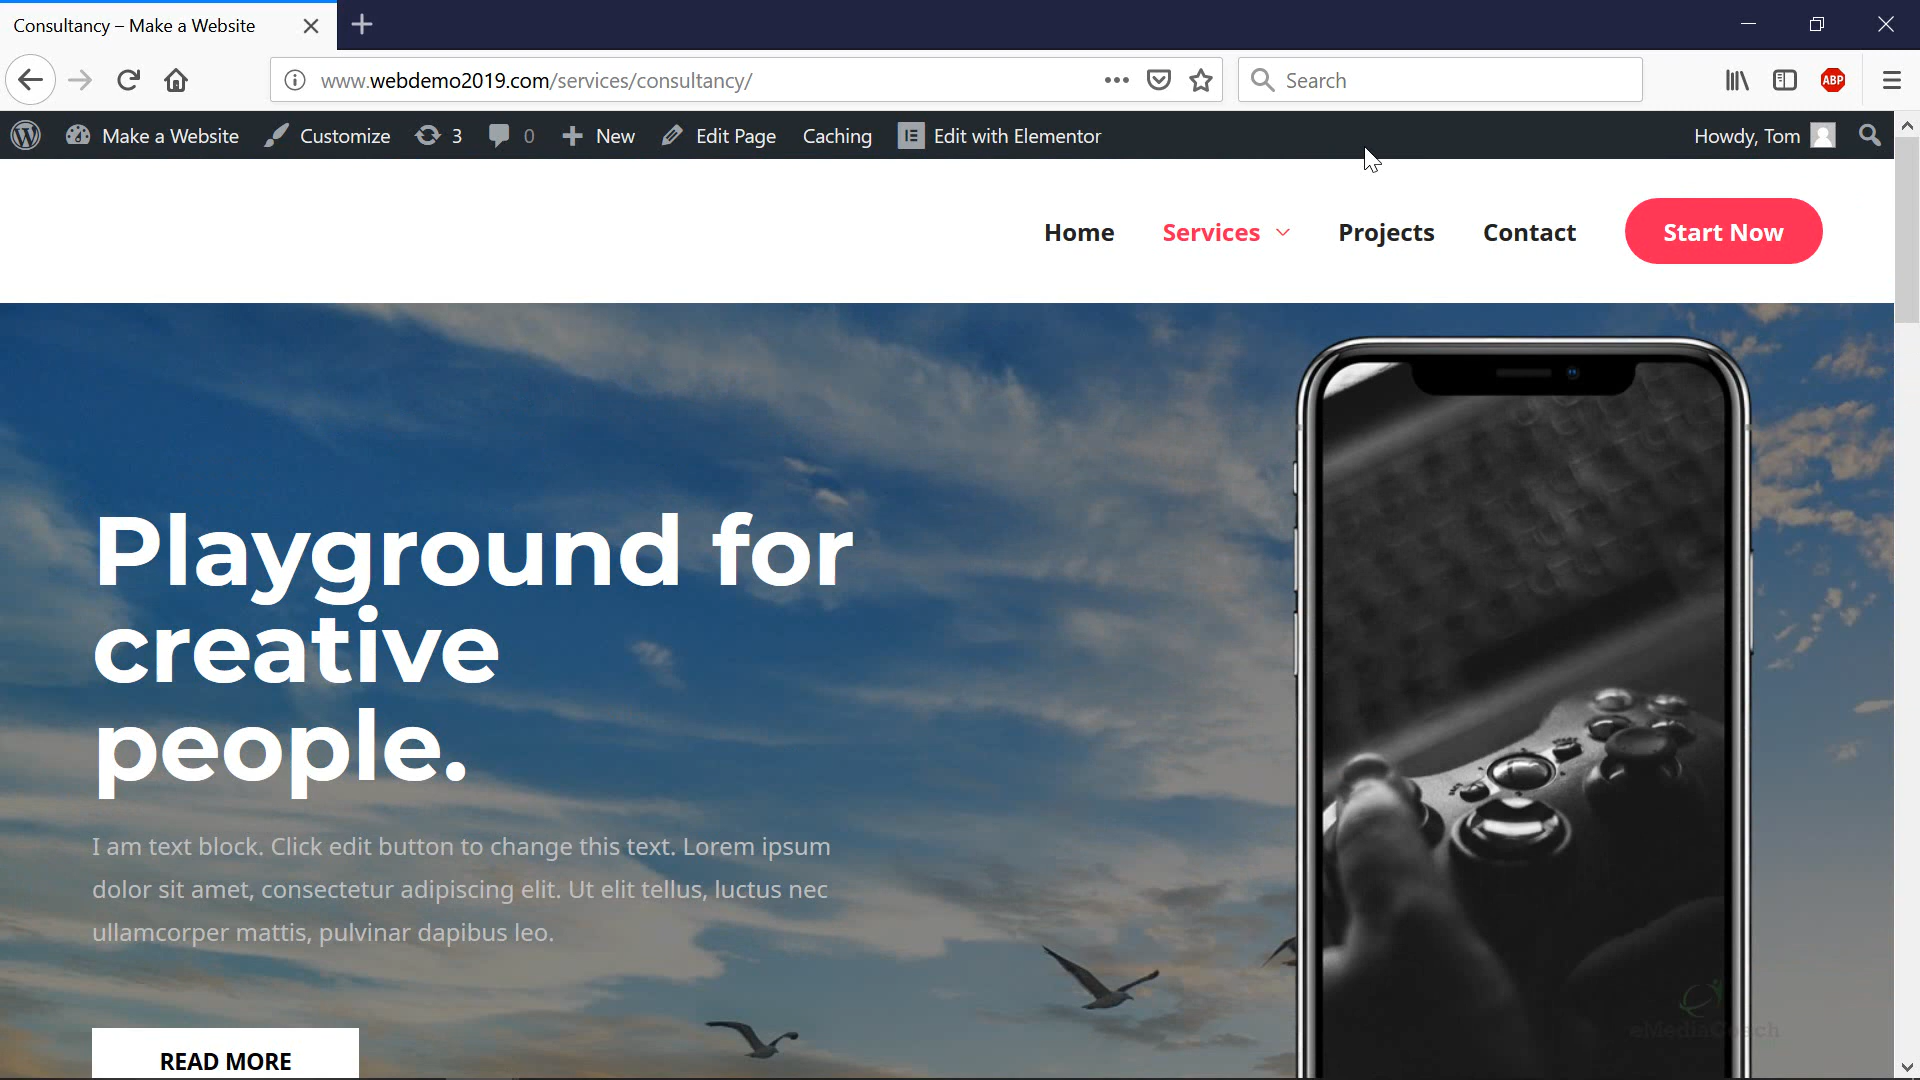 Consultancy – Make a Website
www.webdemo2019.com/services/consultancy/
Search
ABP
Make a Website
Customize
3
0
New
Edit Page
Caching
Edit with Elementor
Howdy, Tom
Home
Services
Projects
Contact
Start Now
Playground for
creative
people.
I am text block. Click edit button to change this text. Lorem ipsum
dolor sit amet, consectetur adipiscing elit. Ut elit tellus, luctus nec
ullamcorper mattis, pulvinar dapibus leo.
eMediaCoach
READ MORE